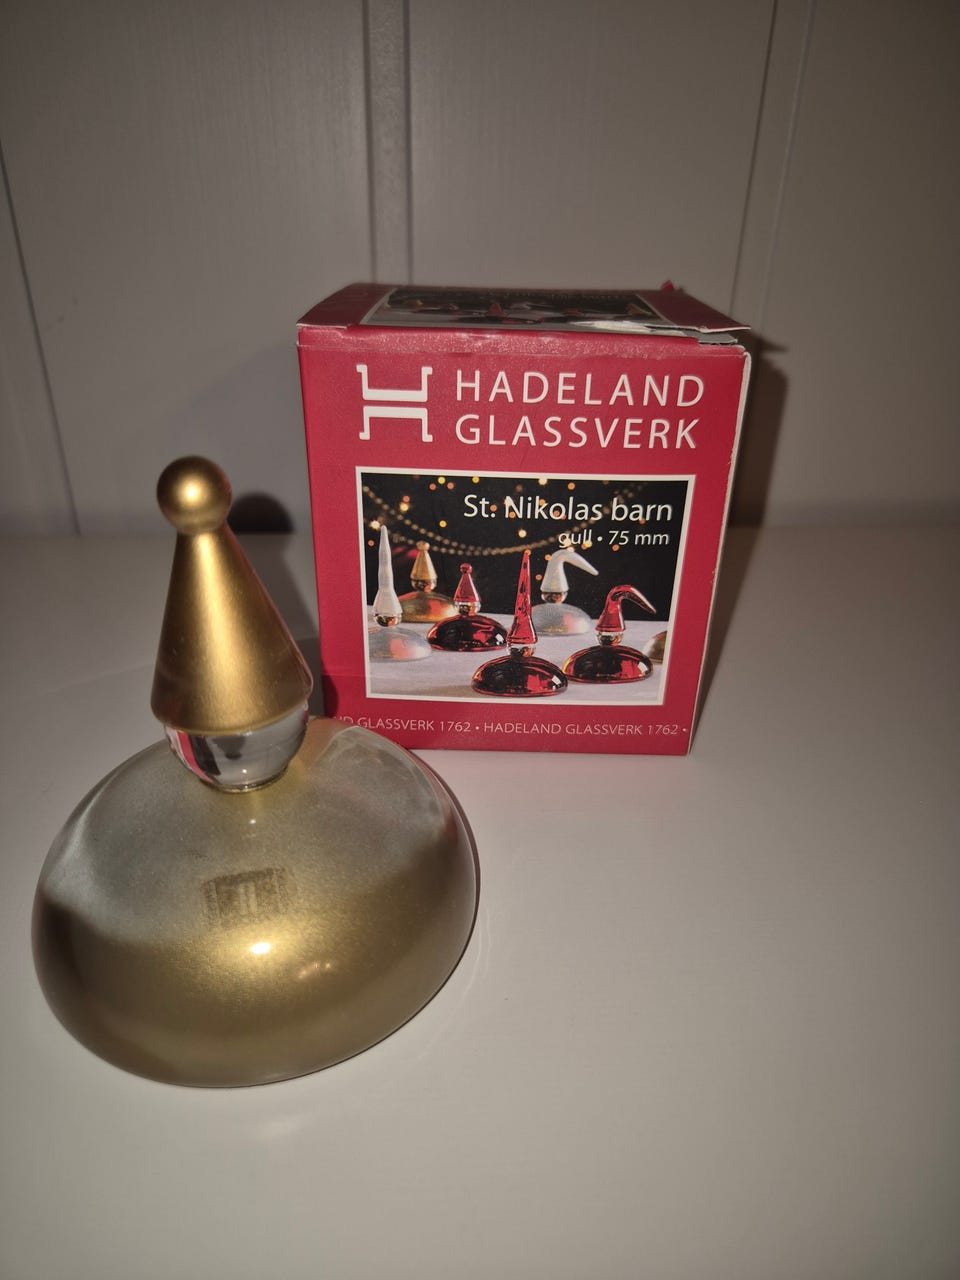 HADELAND
GLASSVERK
St. Nikolas barn
gull • 75 mm
GLASSVERK 1762 • HADELAND GLASSVERK 1762 •